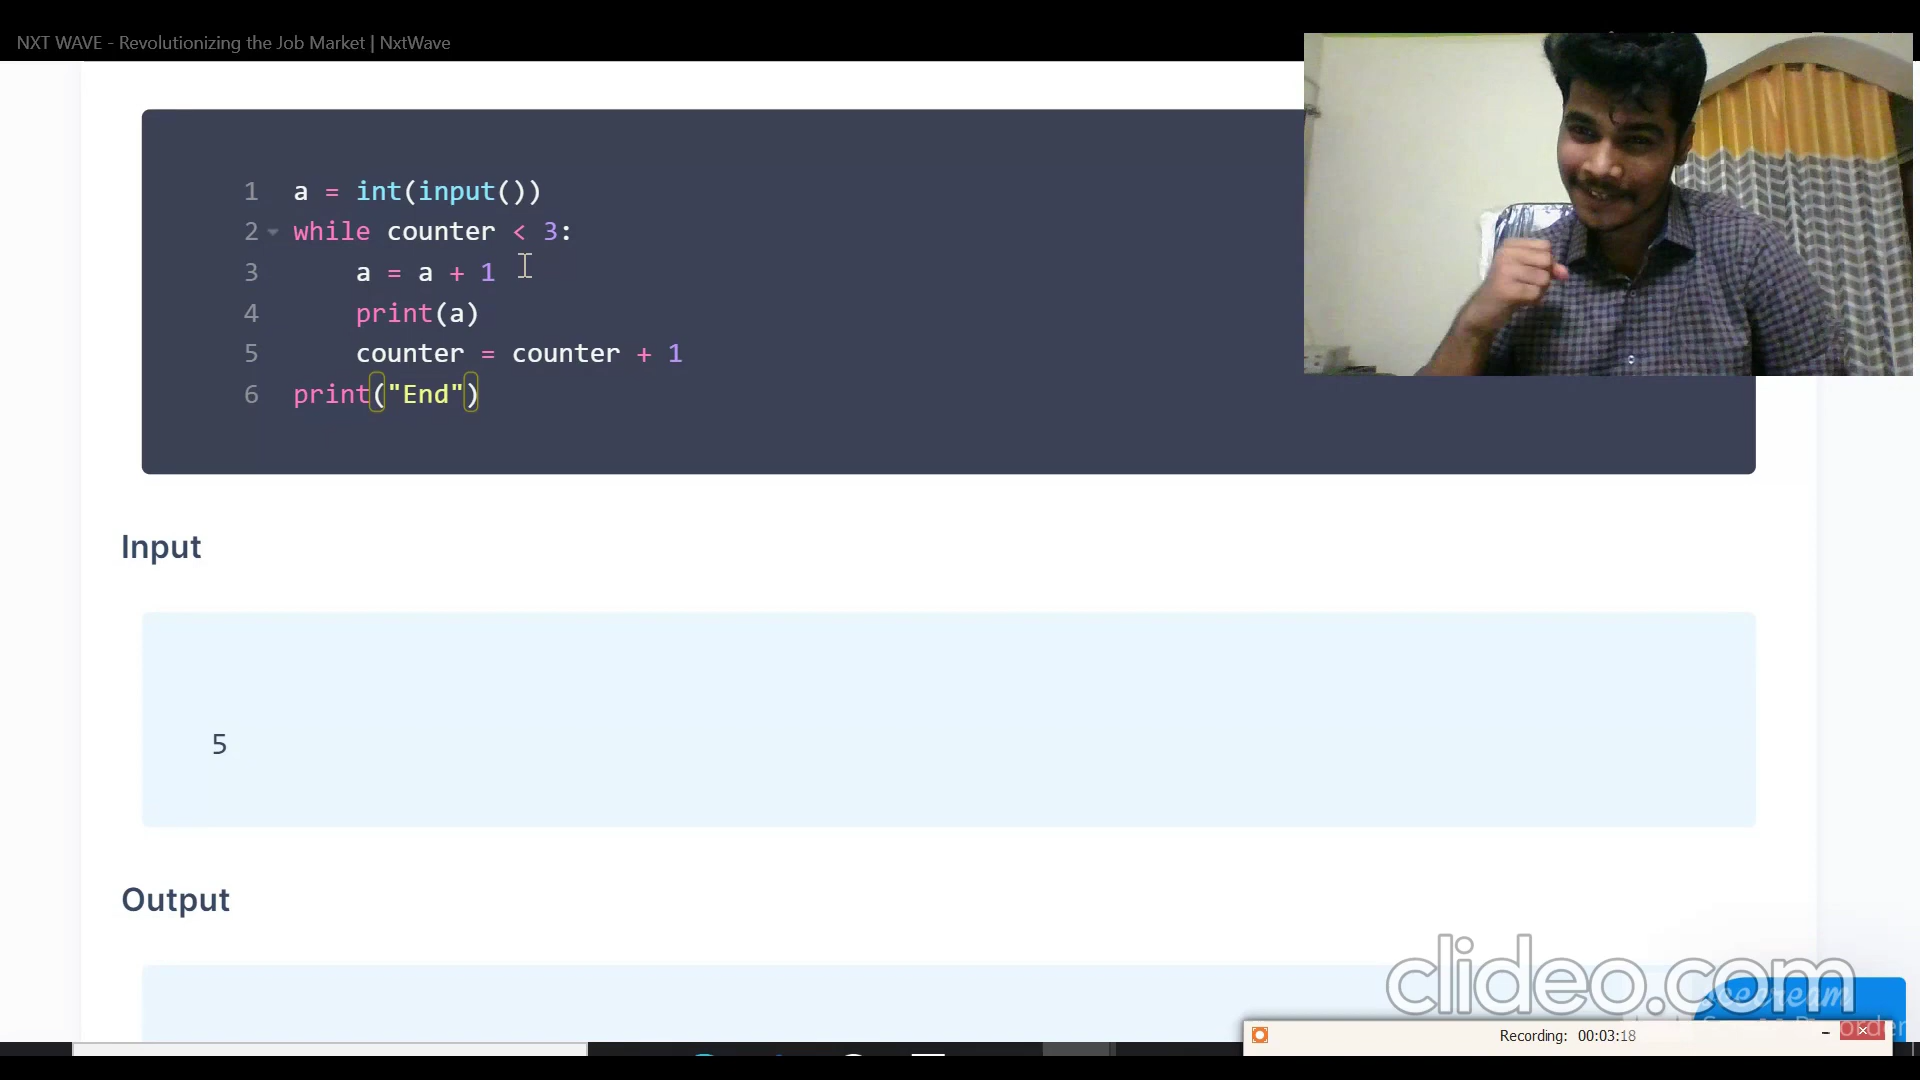 NXT WAVE - Revolutionizing the Job Market | NxtWave
1 a = int(input())
2 while counter < 3:
3 a = a + 1
4 print(a)
5 counter = counter + 1
6 print("End")
Input
5
Output
clideo.com
Recording: 00:03:18